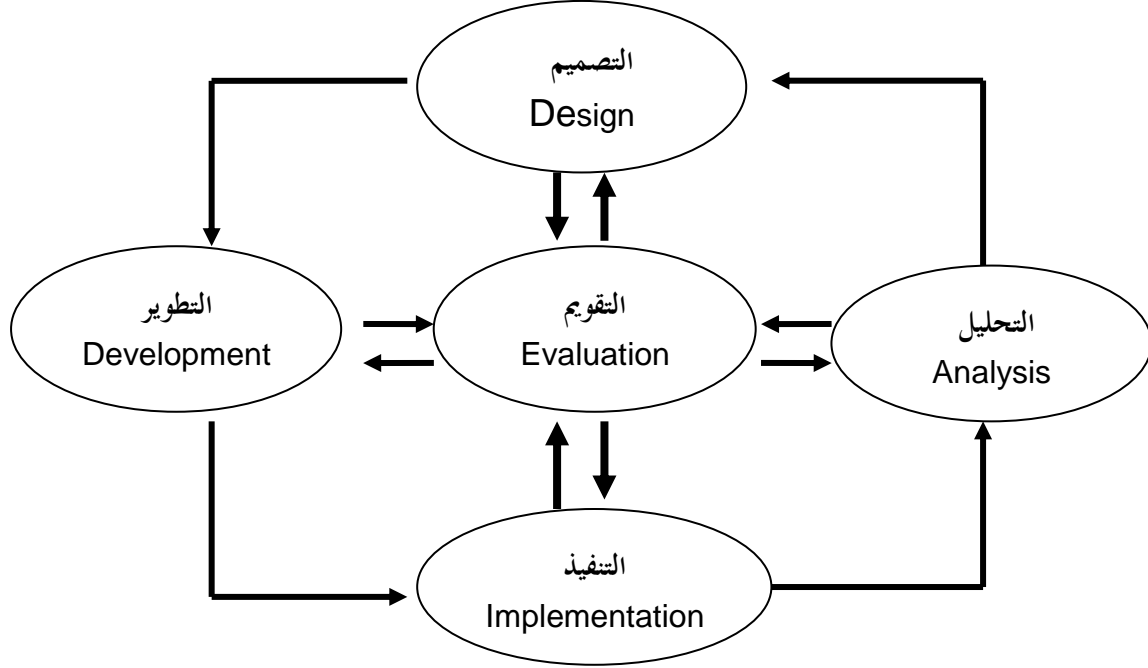 التصميم
Design
التطوير
Development
التقويم
Evaluation
التحليل
Analysis
التنفيذ
Implementation